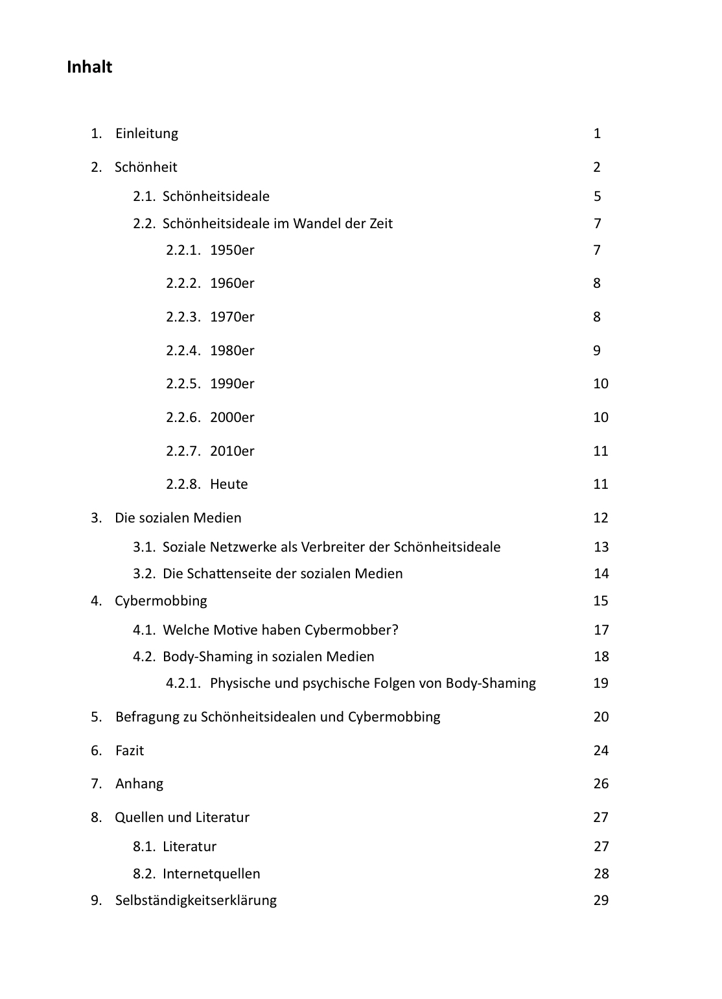 Inhalt
1. Einleitung 1
2. Schönheit 2
2.1. Schönheitsideale 5
2.2. Schönheitsideale im Wandel der Zeit 7
2.2.1. 1950er 7
2.2.2. 1960er 8
2.2.3. 1970er 8
2.2.4. 1980er 9
2.2.5. 1990er 10
2.2.6. 2000er 10
2.2.7. 2010er 11
2.2.8. Heute 11
3. Die sozialen Medien 12
3.1. Soziale Netzwerke als Verbreiter der Schönheitsideale 13
3.2. Die Schattenseite der sozialen Medien 14
4. Cybermobbing 15
4.1. Welche Motive haben Cybermobber? 17
4.2. Body-Shaming in sozialen Medien 18
4.2.1. Physische und psychische Folgen von Body-Shaming 19
5. Befragung zu Schönheitsidealen und Cybermobbing 20
6. Fazit 24
7. Anhang 26
8. Quellen und Literatur 27
8.1. Literatur 27
8.2. Internetquellen 28
9. Selbständigkeitserklärung 29